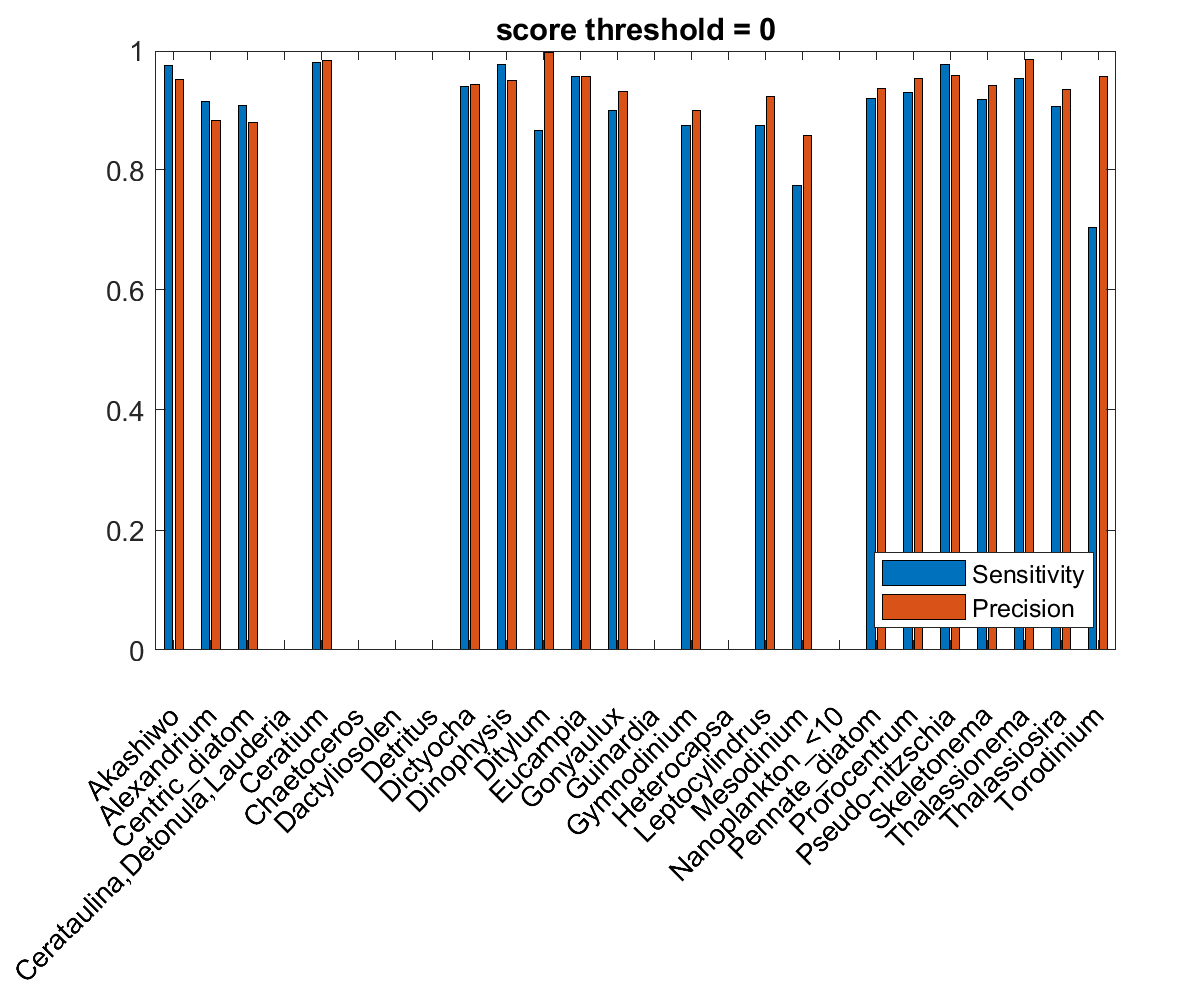 score threshold = 0
1
0.8
0.6
0.4
0.2
0
Sensitivity
Precision
Akashiwo
Alexandrium
Centric_diatom
Cerataulina,Detonula,Lauderia
Ceratium
Chaetoceros
Dactyliosolen
Detritus
Dictyocha
Dinophysis
Ditylum
Eucampia
Gonyaulux
Guinardia
Gymnodinium
Heterocapsa
Leptocylindrus
Mesodinium
Nanoplankton_<10
Pennate_diatom
Prorocentrum
Pseudo-nitzschia
Skeletonema
Thalassionema
Thalassiosira
Torodinium